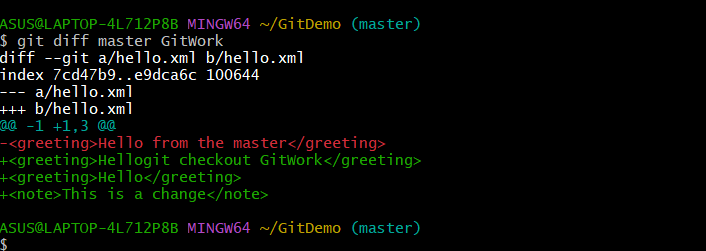 ASUS@LAPTOP-4L712P8B MINGW64 ~/GitDemo (master)
$ git diff master GitWork
diff --git a/hello.xml b/hello.xml
index 7cd47b9..e9dca6c 100644
--- a/hello.xml
+++ b/hello.xml
@@ -1 +1,3 @@
-<greeting>Hello from the master</greeting>
+<greeting>Hellogit checkout GitWork</greeting>
+<greeting>Hello</greeting>
+<note>This is a change</note>
ASUS@LAPTOP-4L712P8B MINGW64 ~/GitDemo (master)
$